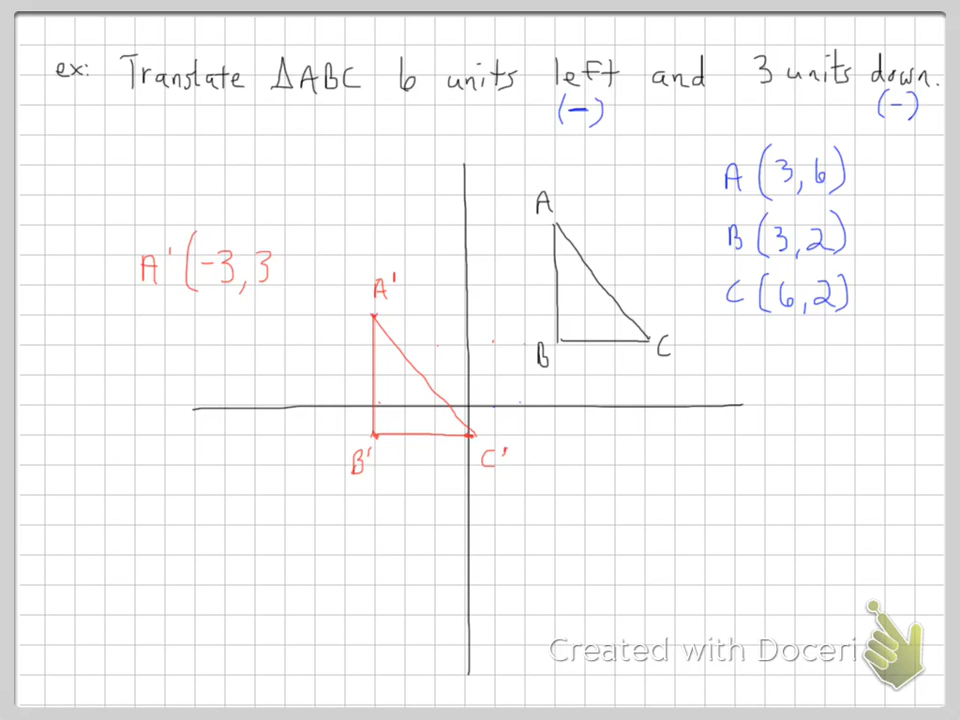 ex: Translate ΔABC 6 units left and 3 units down.
(-) (-)
A (3, 6)
B (3, 2)
C (6, 2)
A
A' (-3, 3
A'
B
C
B'
C'
Created with Doceri